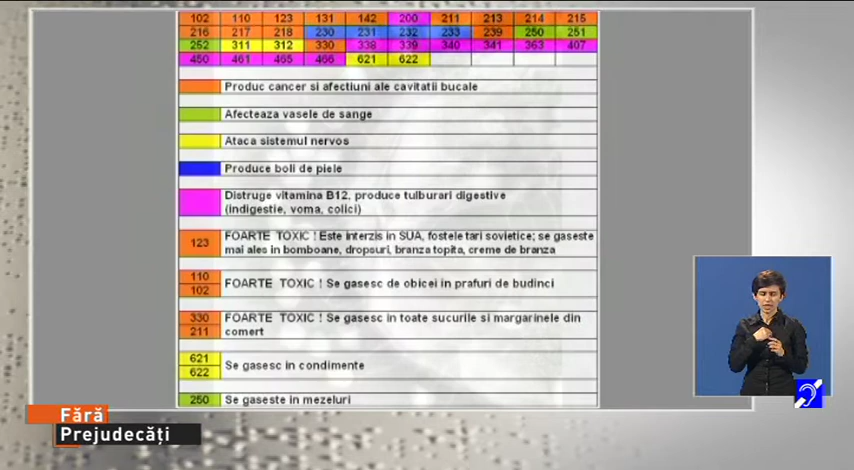 102 110 123 131 142 200 211 213 214 215
216 217 218 230 231 232 233 239 250 251
252 311 312 330 338 339 340 341 363 407
450 461 465 466 621 622
Produc cancer si afectiuni ale cavitatii bucale
Afecteaza vasele de sange
Ataca sistemul nervos
Produce boli de piele
Distruge vitamina B12, produce tulburari digestive
(indigestie, voma, colici)
123 FOARTE TOXIC ! Este interzis in SUA, fostele tari sovietice; se gaseste
mai ales in bomboane, dropsuri, branza topita, creme de branza
110
102
FOARTE TOXIC ! Se gasesc de obicei in prafuri de budinci
330
211
FOARTE TOXIC ! Se gasesc in toate sucurile si margarinele din
comert
621
622
Se gasesc in condimente
250 Se gaseste in mezeluri
Fără
Prejudecăți